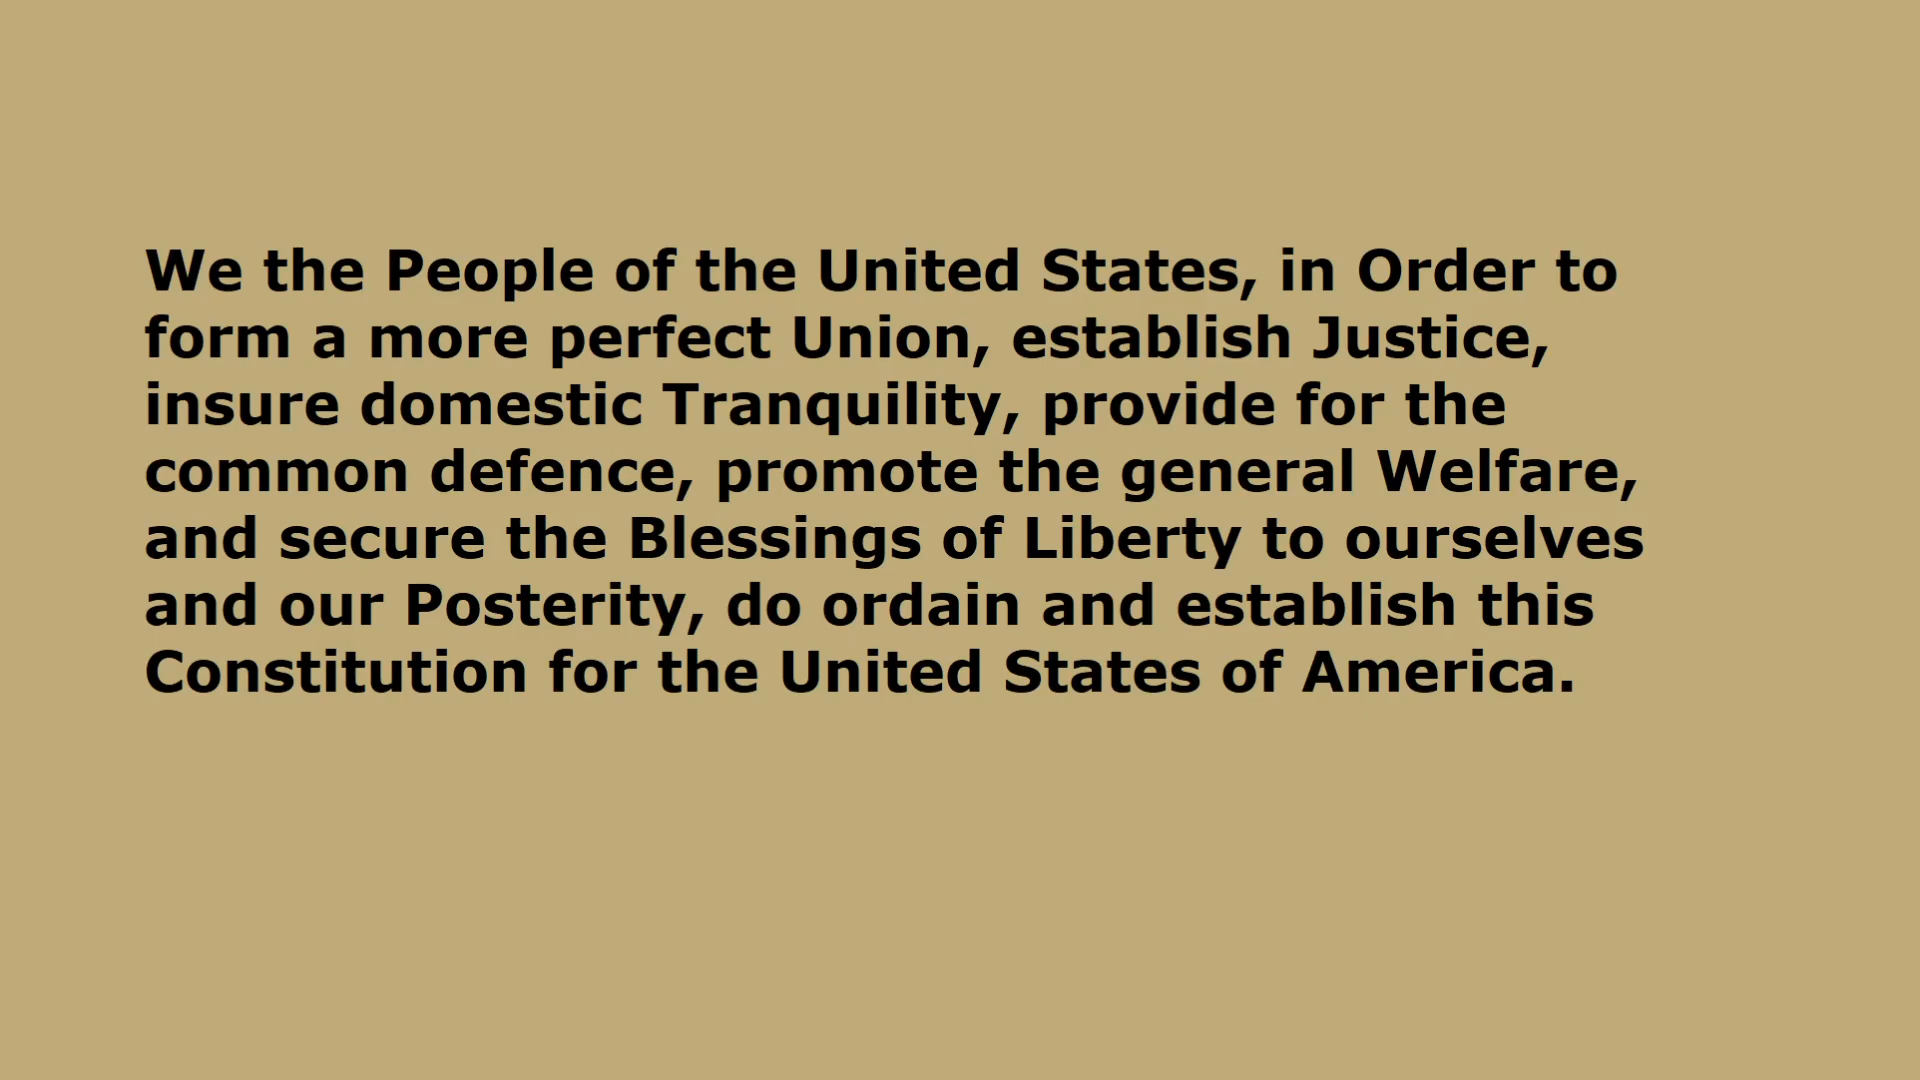 We the People of the United States, in Order to
form a more perfect Union, establish Justice,
insure domestic Tranquility, provide for the
common defence, promote the general Welfare,
and secure the Blessings of Liberty to ourselves
and our Posterity, do ordain and establish this
Constitution for the United States of America.